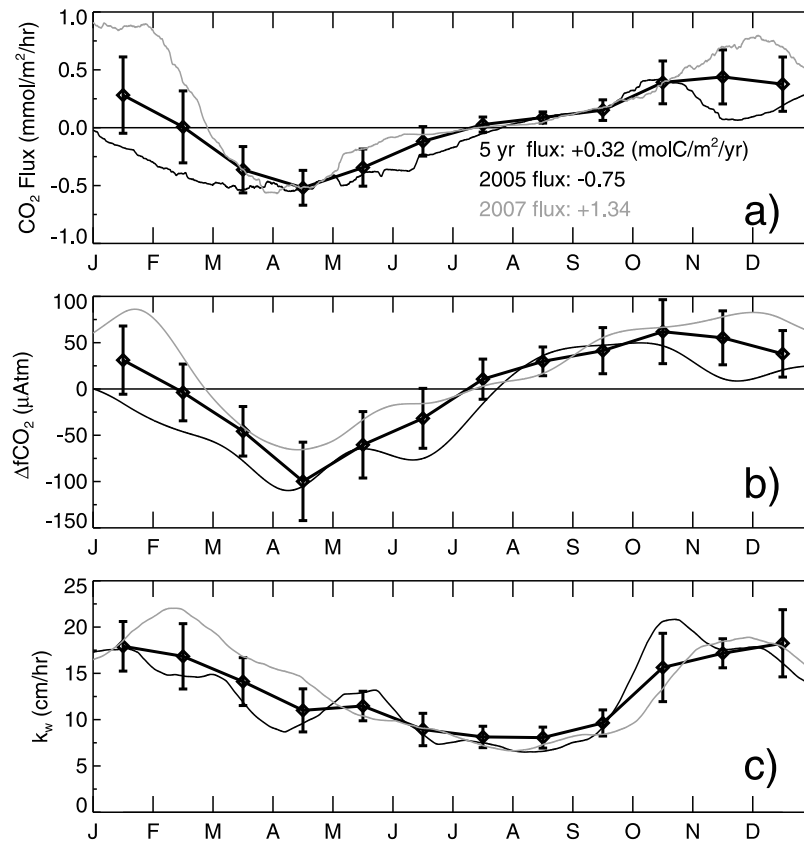 1.0
0.5
0.0
-0.5
-1.0
CO2 Flux (mmol/m2/hr)
5 yr flux: +0.32 (molC/m2/yr)
2005 flux: -0.75
2007 flux: +1.34
a)
J F M A M J J A S O N D
100
50
0
-50
-100
-150
ΔfCO2 (μAtm)
b)
J F M A M J J A S O N D
25
20
15
10
5
0
kw (cm/hr)
c)
J F M A M J J A S O N D